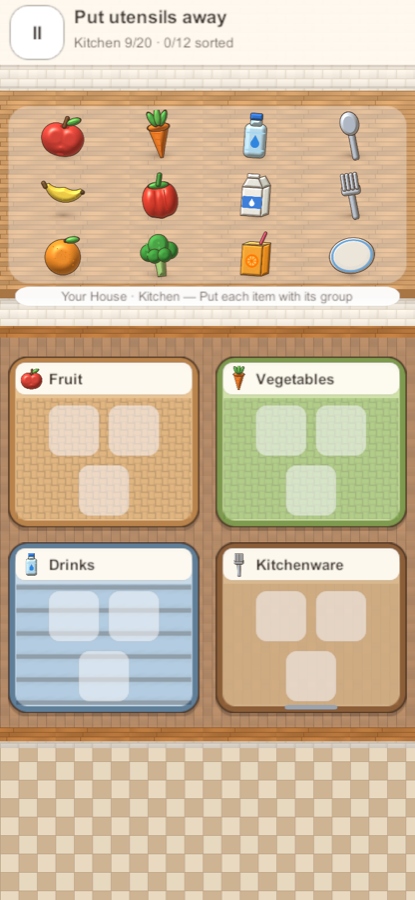 Put utensils away
Kitchen 9/20 · 0/12 sorted
Your House · Kitchen — Put each item with its group
Fruit
Vegetables
Drinks
Kitchenware